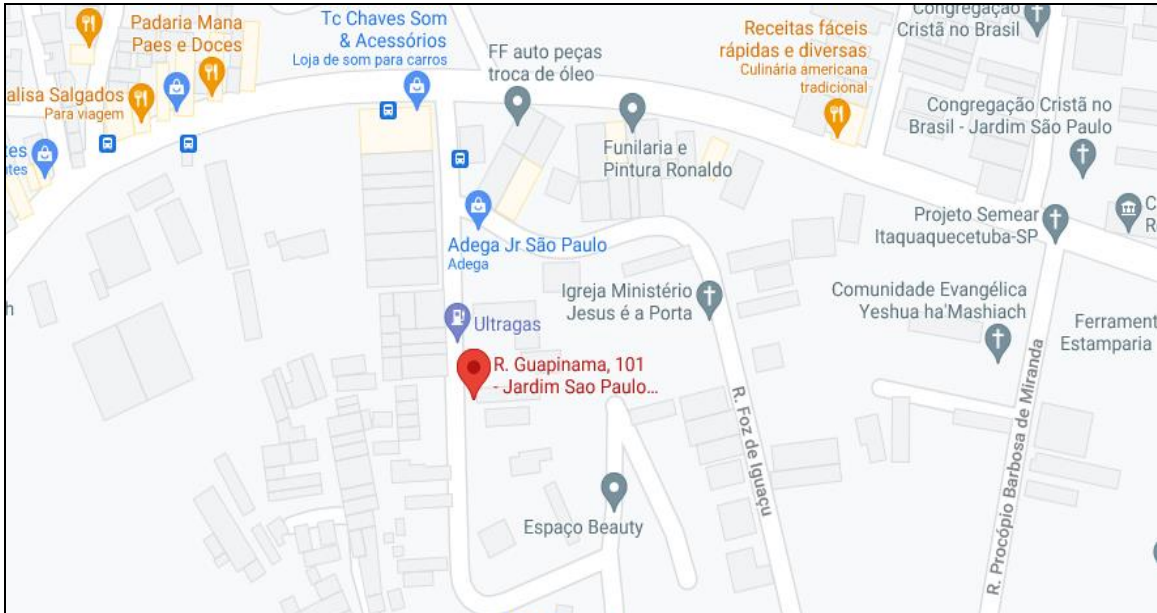 Padaria Mana
Paes e Doces
Tc Chaves Som
& Acessórios
Loja de som para carros
FF auto peças
troca de óleo
Receitas fáceis
rápidas e diversas
Culinária americana
tradicional
Congregação
Cristã no Brasil
alisa Salgados
Para viagem
Funilaria e
Pintura Ronaldo
Congregação Cristã no
Brasil - Jardim São Paulo
Projeto Semear
Itaquaquecetuba-SP
Adega Jr São Paulo
Adega
Igreja Ministério
Jesus é a Porta
Comunidade Evangélica
Yeshua ha'Mashiach
Ultragas
Ferrament
Estamparia
R. Guapinama, 101
- Jardim Sao Paulo...
R. Foz de Iguaçu
R. Procópio Barbosa de Miranda
Espaço Beauty